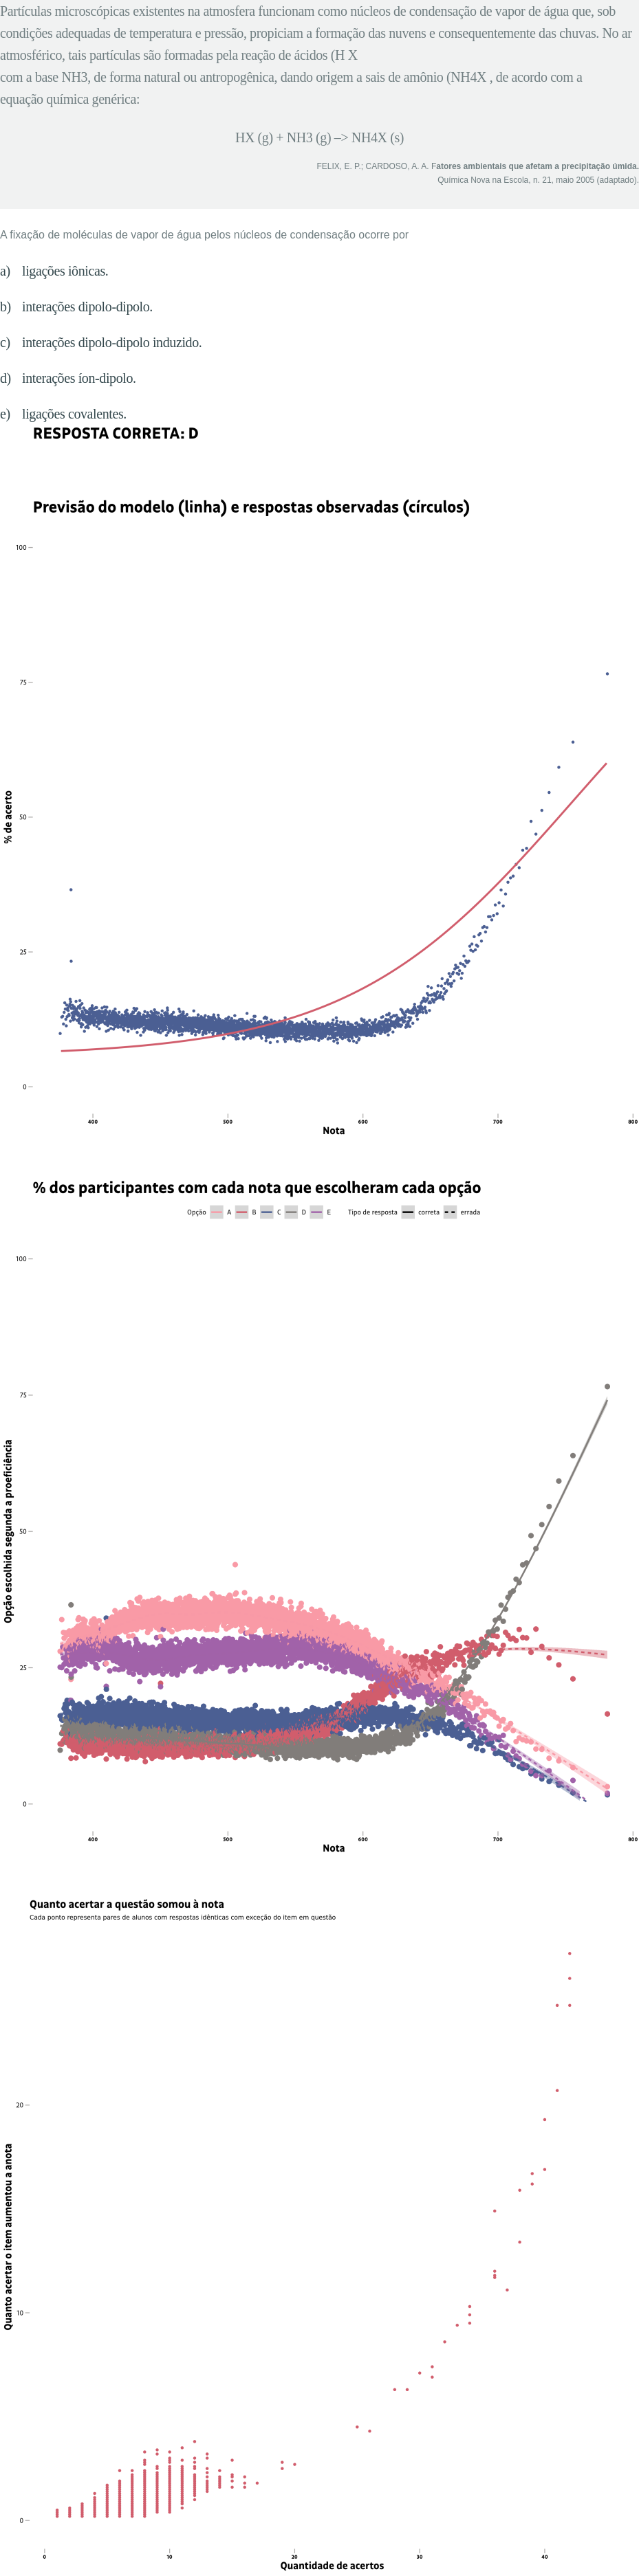 Partículas microscópicas existentes na atmosfera funcionam como núcleos de condensação de vapor de água que, sob
condições adequadas de temperatura e pressão, propiciam a formação das nuvens e consequentemente das chuvas. No ar
atmosférico, tais partículas são formadas pela reação de ácidos (H X
com a base NH3, de forma natural ou antropogênica, dando origem a sais de amônio (NH4X , de acordo com a
equação química genérica:
HX (g) + NH3 (g) –> NH4X (s)
FELIX, E. P.; CARDOSO, A. A. Fatores ambientais que afetam a precipitação úmida.
Química Nova na Escola, n. 21, maio 2005 (adaptado).
A fixação de moléculas de vapor de água pelos núcleos de condensação ocorre por
a) ligações iônicas.
b) interações dipolo-dipolo.
c) interações dipolo-dipolo induzido.
d) interações íon-dipolo.
e) ligações covalentes.
RESPOSTA CORRETA: D
Previsão do modelo (linha) e respostas observadas (círculos)
100
75
50
25
0
% de acerto
400 500 600 700 800
Nota
% dos participantes com cada nota que escolheram cada opção
Opção A B C D E Tipo de resposta correta errada
100
75
50
25
0
Opção escolhida segunda a proeficiência
400 500 600 700 800
Nota
Quanto acertar a questão somou à nota
Cada ponto representa pares de alunos com respostas idênticas com exceção do item em questão
20
10
0
Quanto acertar o item aumentou a anota
0 10 20 30 40
Quantidade de acertos